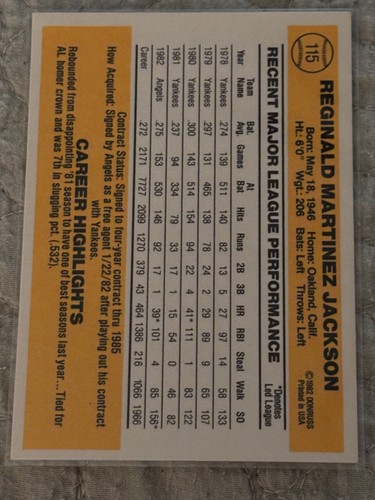 115
REGINALD MARTINEZ JACKSON
Born: May 18, 1946 Home: Oakland, Calif.
Ht.: 6'0" Wgt.: 206 Bats: Left Throws: Left
©1982 DONRUSS
Printed in USA
RECENT MAJOR LEAGUE PERFORMANCE
*Denotes
Led League
Team Bat. At
Year Name Avg. Games Bat Hits Runs 2B 3B HR RBI Steal Walk SO
1978 Yankees .274 139 511 140 82 13 5 27 97 14 58 133
1979 Yankees .297 131 465 138 78 24 2 29 89 9 65 107
1980 Yankees .300 143 514 154 94 22 4 41* 111 1 83 122
1981 Yankees .237 94 334 79 33 17 1 15 54 0 46 82
1982 Angels .275 153 530 146 92 17 1 39* 101 4 85 156*
Career .272 2171 7727 2099 1270 379 43 464 1386 216 1066 1966
Contract Status: Signed to four-year contract thru 1985
How Acquired: Signed by Angels as a free agent 1/22/82 after playing out his contract
with Yankees.
CAREER HIGHLIGHTS
Rebounded from disappointing '81 season to have one of best seasons last year... Tied for
AL homer crown and was 7th in slugging pct. (.532).